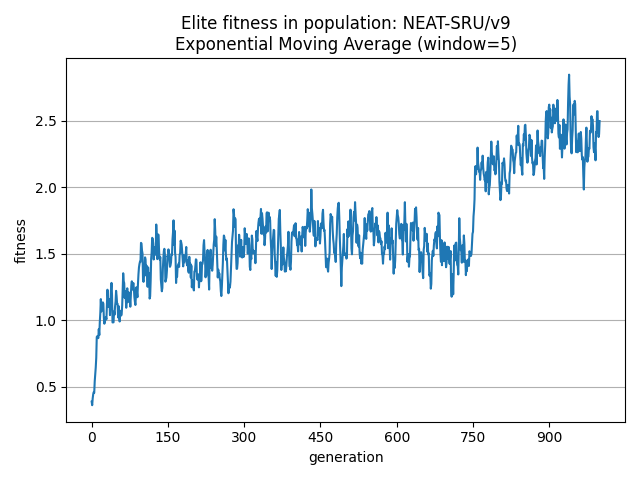 Elite fitness in population: NEAT-SRU/v9
Exponential Moving Average (window=5)
fitness
2.5
2.0
1.5
1.0
0.5
0 150 300 450 600 750 900
generation